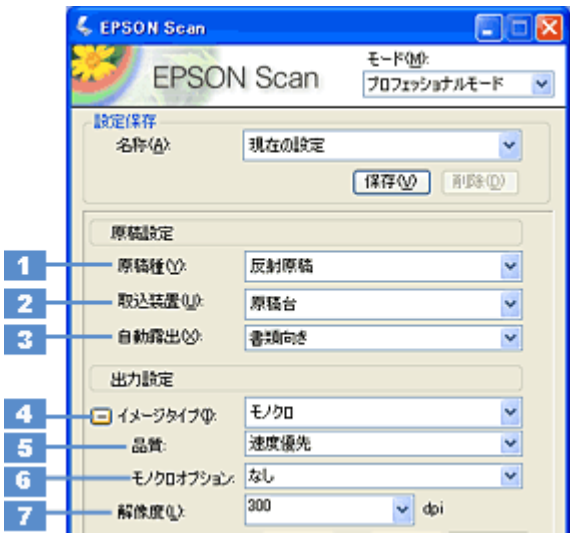 EPSON Scan
モード(M):
EPSON Scan
プロフェッショナルモード
設定保存
名称(A): 現在の設定
保存(V) 削除(D)
原稿設定
1 原稿種(Y): 反射原稿
2 取込装置(U): 原稿台
3 自動露出(X): 書類向き
出力設定
4 イメージタイプ(I): モノクロ
5 品質: 速度優先
6 モノクロオプション: なし
7 解像度(L): 300 dpi